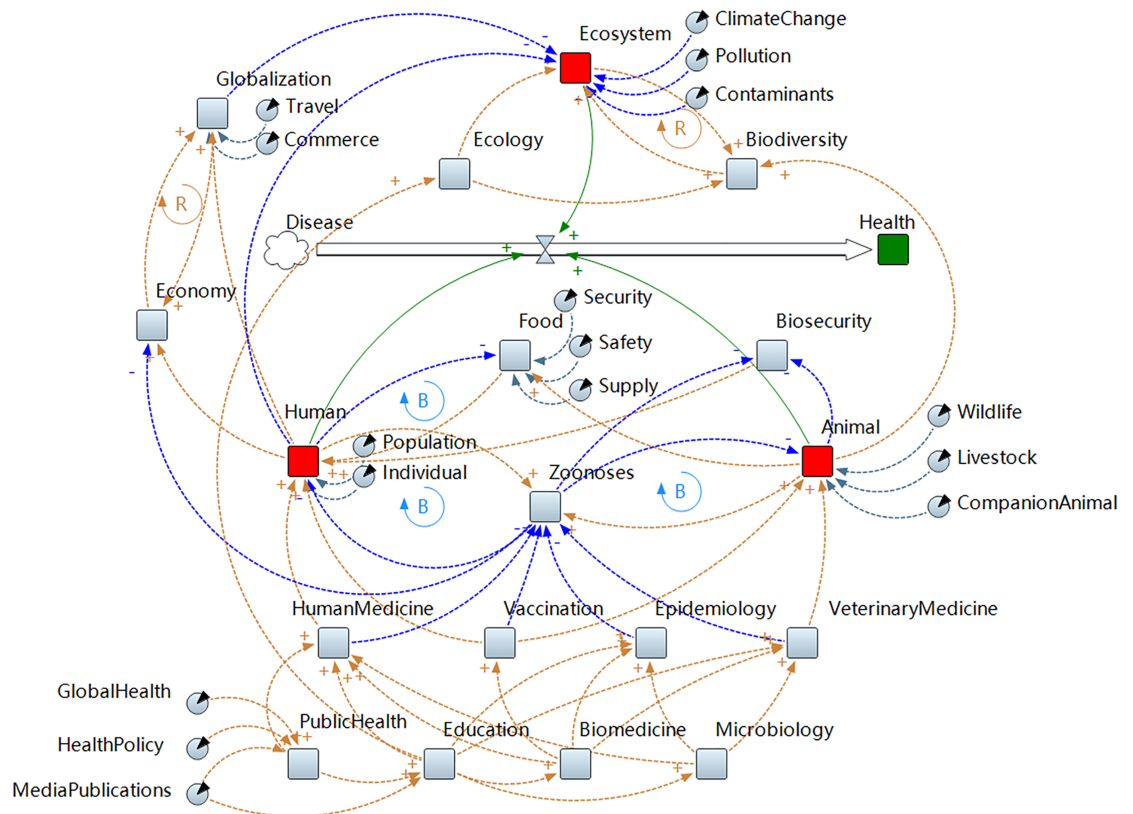 ClimateChange
Ecosystem
Pollution
Globalization
Travel
Contaminants
Commerce
Ecology
R
Biodiversity
R
Disease
Health
Economy
Security
Food
Biosecurity
Safety
Supply
B
Human
Wildlife
Animal
Population
Livestock
Individual
Zoonoses
B
B
CompanionAnimal
HumanMedicine
Vaccination
Epidemiology
VeterinaryMedicine
GlobalHealth
PublicHealth
Education
Biomedicine
Microbiology
HealthPolicy
MediaPublications